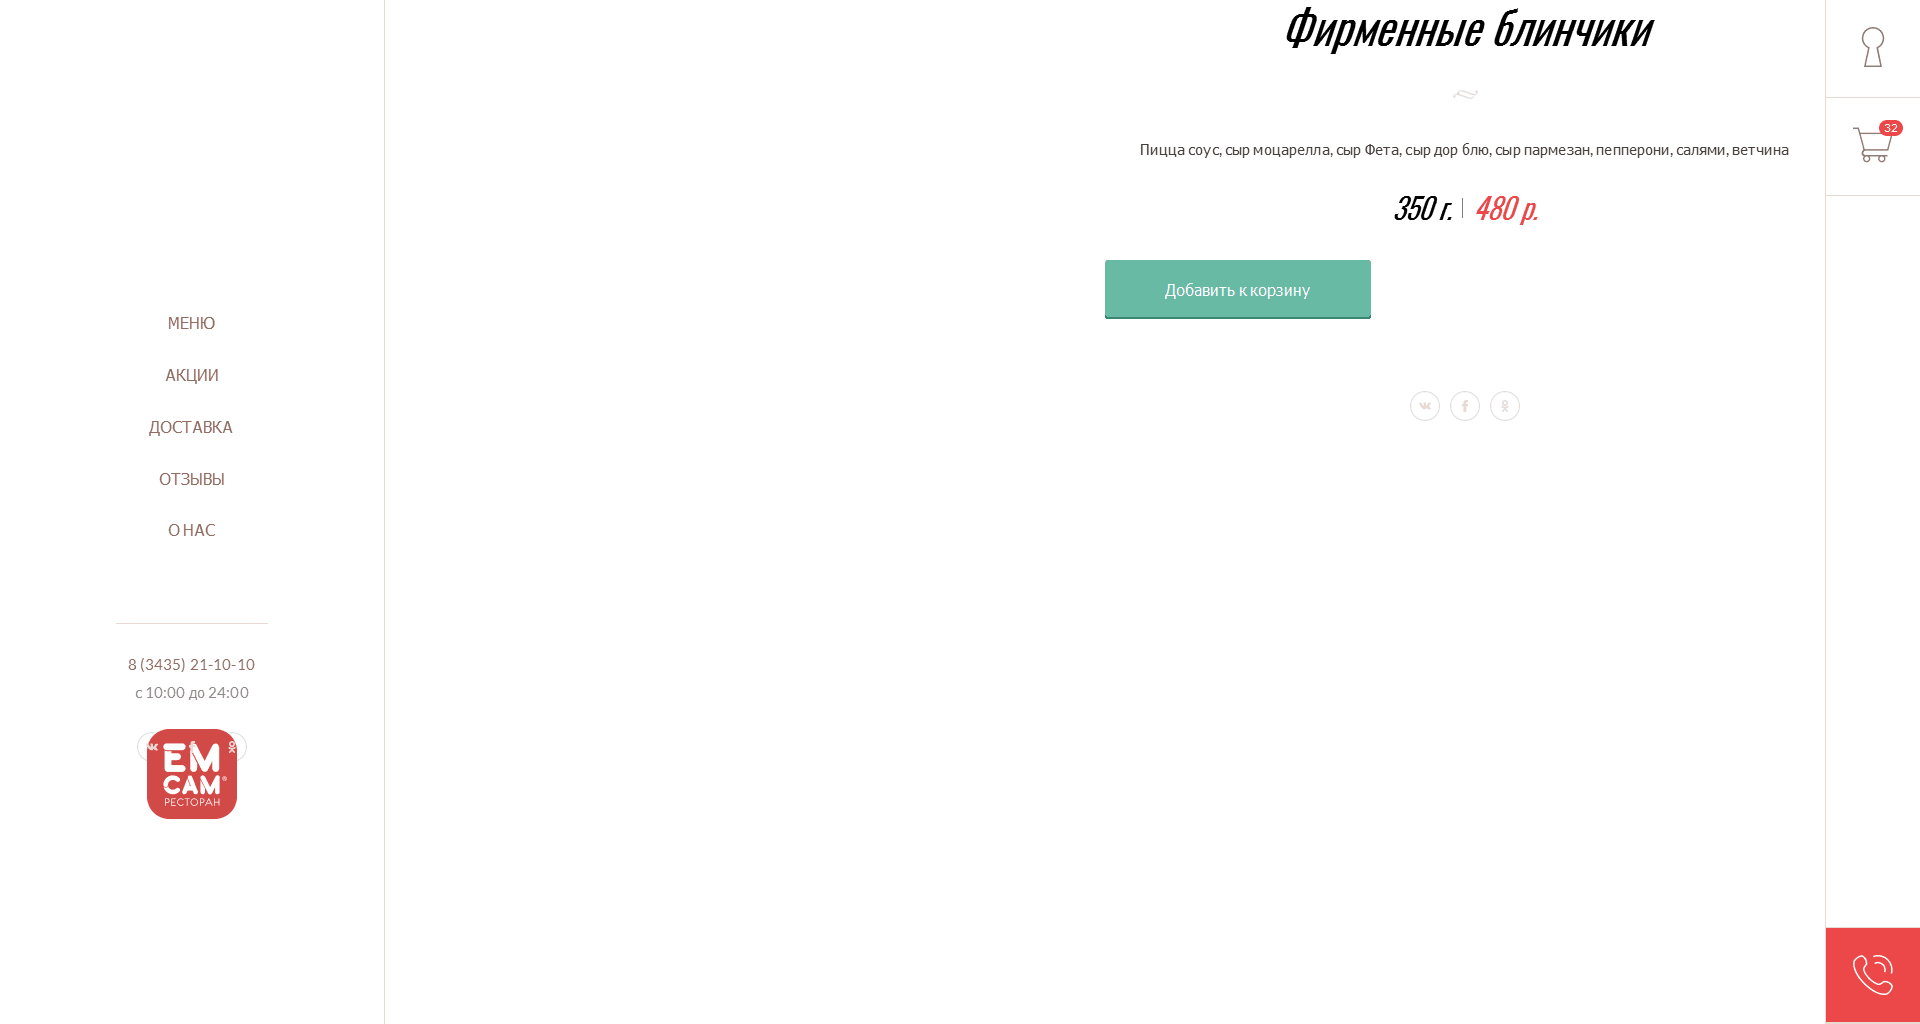 МЕНЮ
АКЦИИ
ДОСТАВКА
ОТЗЫВЫ
О НАС
8 (3435) 21-10-10
с 10:00 до 24:00
ЕМ
САМ®
РЕСТОРАН
Фирменные блинчики
Пицца соус, сыр моцарелла, сыр Фета, сыр дор блю, сыр пармезан, пепперони, салями, ветчина
350 г. | 480 р.
Добавить к корзину
32